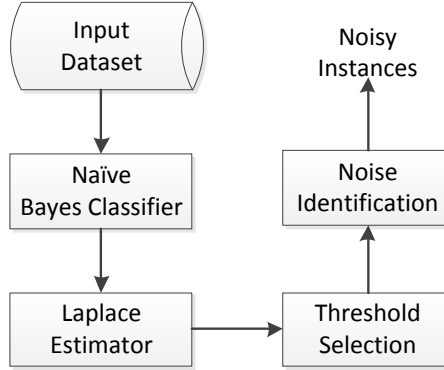 Input
Dataset
Naïve
Bayes Classifier
Laplace
Estimator
Threshold
Selection
Noise
Identification
Noisy
Instances